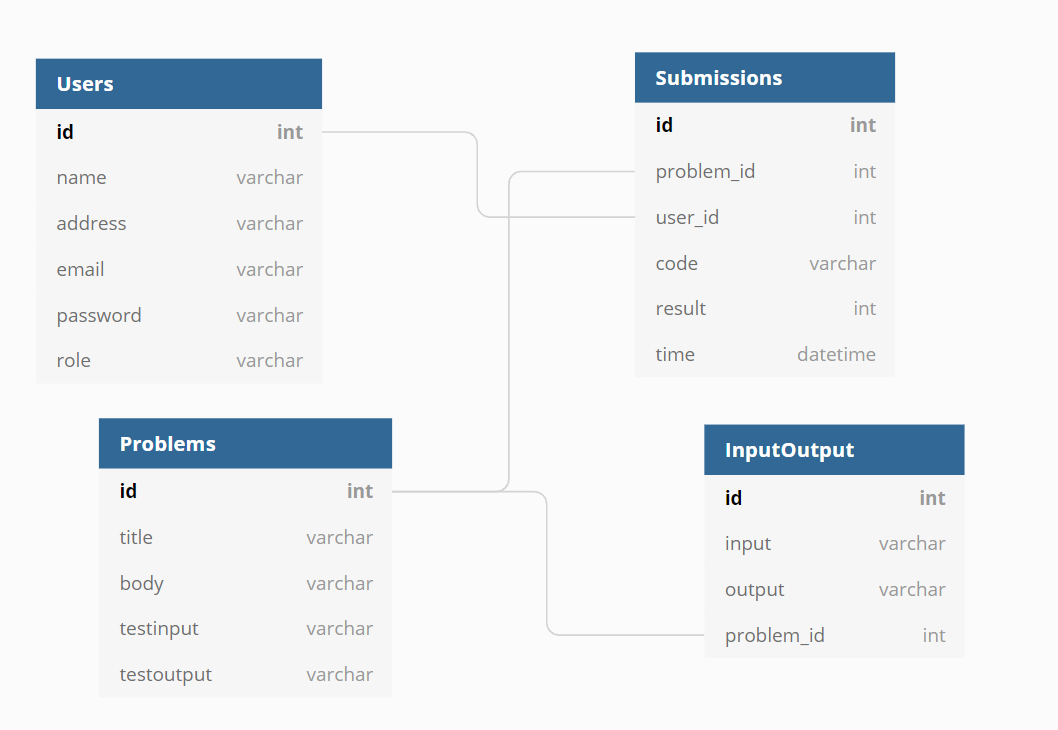 Users
id int
name varchar
address varchar
email varchar
password varchar
role varchar
Submissions
id int
problem_id int
user_id int
code varchar
result int
time datetime
Problems
id int
title varchar
body varchar
testinput varchar
testoutput varchar
InputOutput
id int
input varchar
output varchar
problem_id int